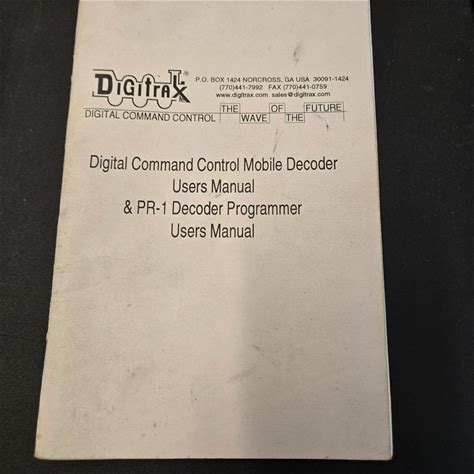 DiGitraX
P.O. BOX 1424 NORCROSS, GA USA 30091-1424
(770)441-7992 FAX (770)441-0759
www.digitrax.com sales@digitrax.com
DIGITAL COMMAND CONTROL
THE OF FUTURE
WAVE THE
Digital Command Control Mobile Decoder
Users Manual
& PR-1 Decoder Programmer
Users Manual